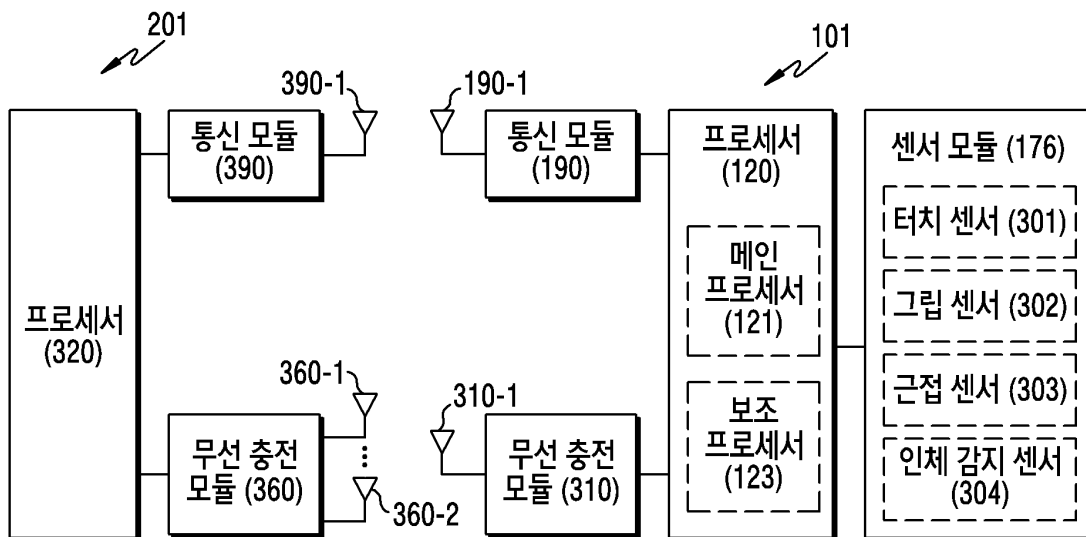 201
101
390-1
190-1
통신 모듈
(390)
통신 모듈
(190)
프로세서
(120)
센서 모듈 (176)
터치 센서 (301)
메인
프로세서
(121)
그립 센서 (302)
프로세서
(320)
근접 센서 (303)
360-1
310-1
보조
프로세서
(123)
무선 충전
모듈 (360)
무선 충전
모듈 (310)
인체 감지 센서
(304)
360-2